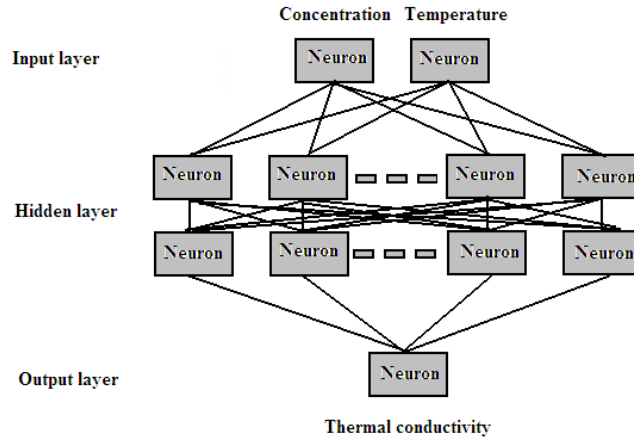 Concentration Temperature
Input layer Neuron Neuron
Neuron Neuron Neuron Neuron
Hidden layer
Neuron Neuron Neuron Neuron
Output layer Neuron
Thermal conductivity